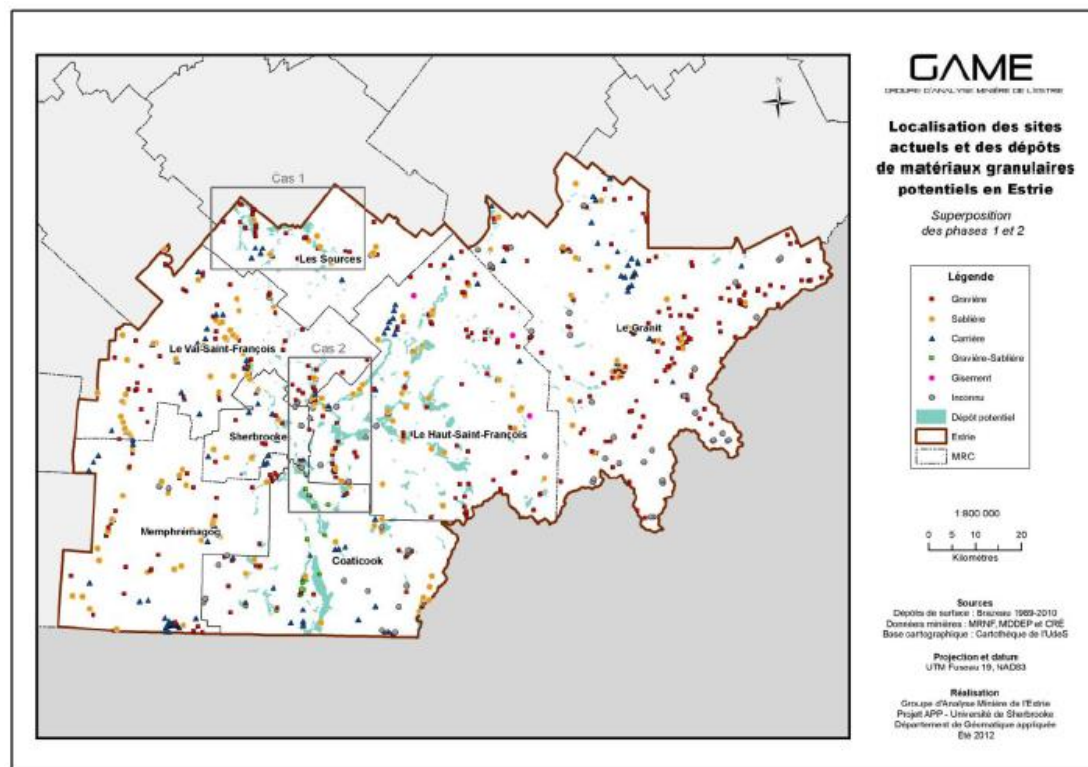 Cas 1
Les Sources
Le Granit
Le Val-Saint-François
Cas 2
Sherbrooke
Le Haut-Saint-François
Memphrémagog
Coaticook
N
GAME
GROUPE D'ANALYSE MINIÈRE DE L'ESTRIE
Localisation des sites
actuels et des dépôts
de matériaux granulaires
potentiels en Estrie
Superposition
des phases 1 et 2
Légende
Gravière
Sablière
Carrière
Gravière-Sablière
Gisement
Inconnu
Dépôt potentiel
Estrie
MRC
1:800 000
0 5 10 20
Kilomètres
Sources
Dépôts de surface : Brazeau 1989-2010
Données minières : MRNF, MDDEP et CRÉ
Base cartographique : Cartothèque de l'UdeS
Projection et datum
UTM Fuseau 19, NAD83
Réalisation
Groupe d'Analyse Minière de l'Estrie
Projet APP - Université de Sherbrooke
Département de Géomatique appliquée
Été 2012